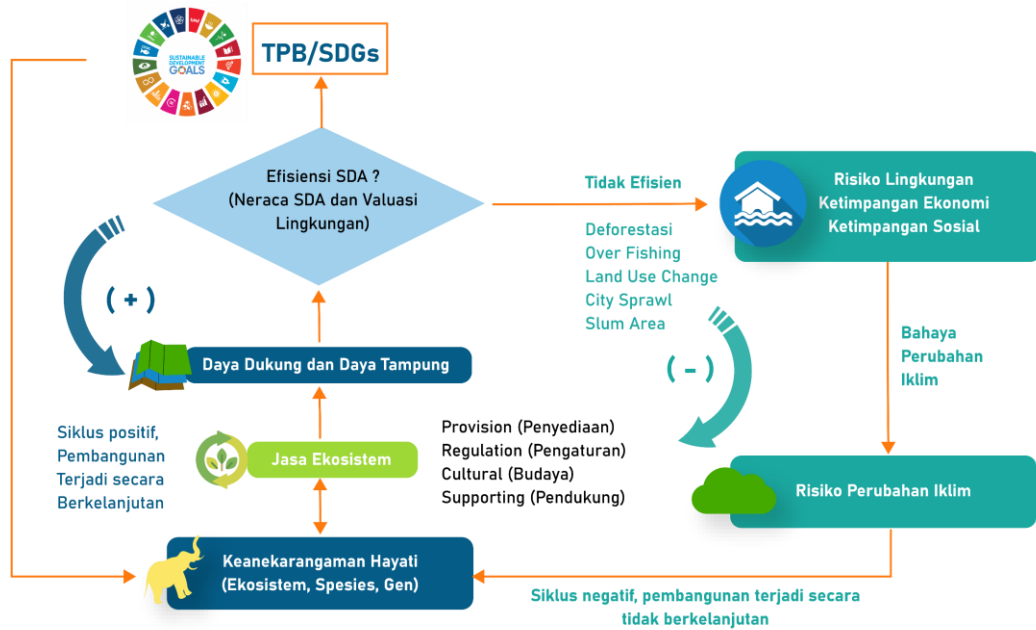 SUSTAINABLE
DEVELOPMENT
GOALS
TPB/SDGs
Efisiensi SDA ?
(Neraca SDA dan Valuasi
Lingkungan)
Tidak Efisien
Deforestasi
Over Fishing
Land Use Change
City Sprawl
Slum Area
Risiko Lingkungan
Ketimpangan Ekonomi
Ketimpangan Sosial
( + )
( - )
Bahaya
Perubahan
Iklim
Daya Dukung dan Daya Tampung
Siklus positif,
Pembangunan
Terjadi secara
Berkelanjutan
Jasa Ekosistem
Provision (Penyediaan)
Regulation (Pengaturan)
Cultural (Budaya)
Supporting (Pendukung)
Risiko Perubahan Iklim
Keanekarangaman Hayati
(Ekosistem, Spesies, Gen)
Siklus negatif, pembangunan terjadi secara
tidak berkelanjutan